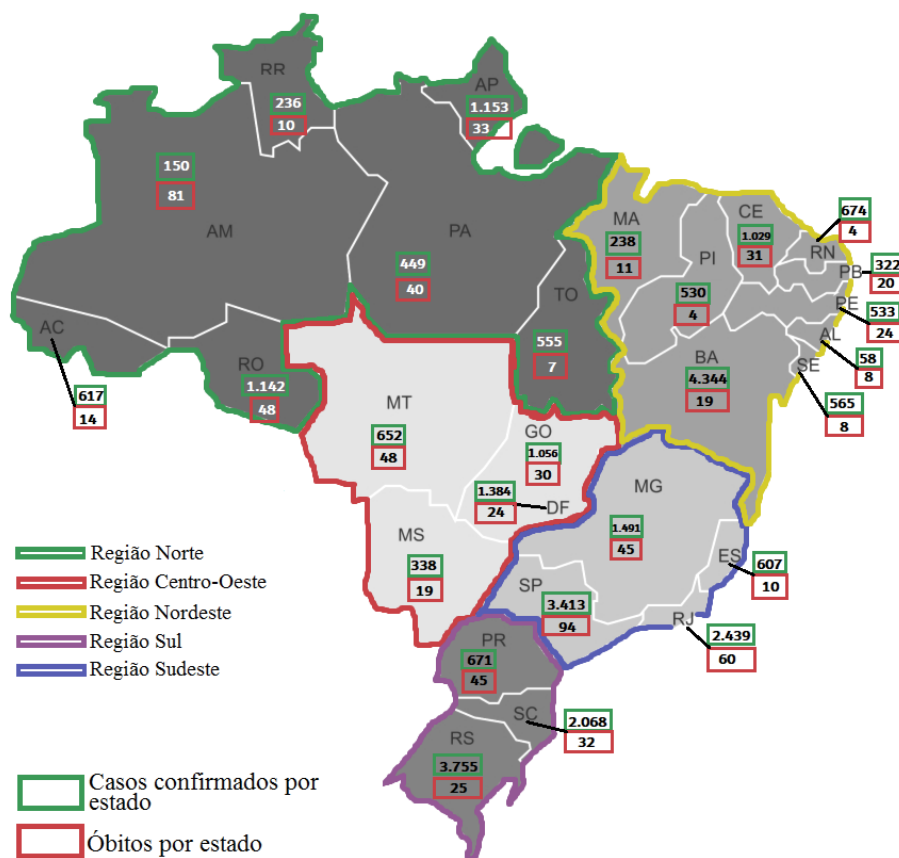 RR
236
10
AP
1.153
33
150
81
AM
PA
449
40
TO
555
7
AC
617
14
RO
1.142
48
MA
238
11
PI
530
4
CE
1.029
31
674
4
RN
PB
322
20
PE
533
24
AL
58
8
SE
565
8
BA
4.344
19
MT
652
48
GO
1.056
30
1.384
24
DF
MS
338
19
MG
1.491
45
ES
607
10
SP
3.413
94
RJ
2.439
60
PR
671
45
SC
2.068
32
RS
3.755
25
Região Norte
Região Centro-Oeste
Região Nordeste
Região Sul
Região Sudeste
Casos confirmados por
estado
Óbitos por estado